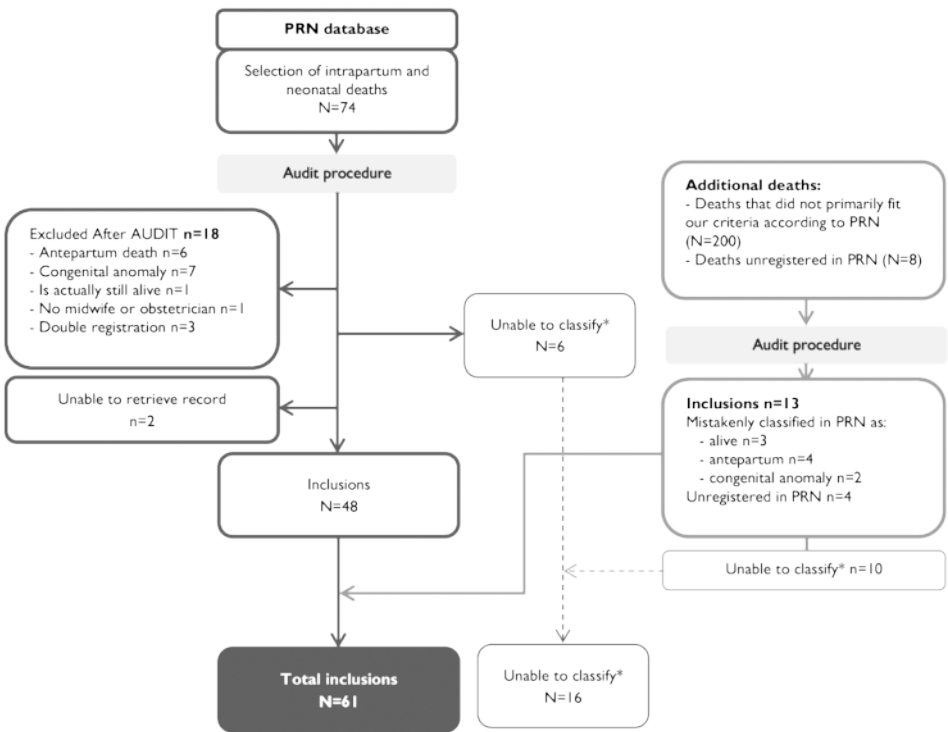 PRN database
Selection of intrapartum and
neonatal deaths
N=74
Audit procedure
Excluded After AUDIT n=18
- Antepartum death n=6
- Congenital anomaly n=7
- Is actually still alive n=1
- No midwife or obstetrician n=1
- Double registration n=3
Unable to retrieve record
n=2
Unable to classify*
N=6
Inclusions
N=48
Additional deaths:
- Deaths that did not primarily fit
our criteria according to PRN
(N=200)
- Deaths unregistered in PRN (N=8)
Audit procedure
Inclusions n=13
Mistakenly classified in PRN as:
- alive n=3
- antepartum n=4
- congenital anomaly n=2
Unregistered in PRN n=4
Unable to classify* n=10
Total inclusions
N=61
Unable to classify*
N=16